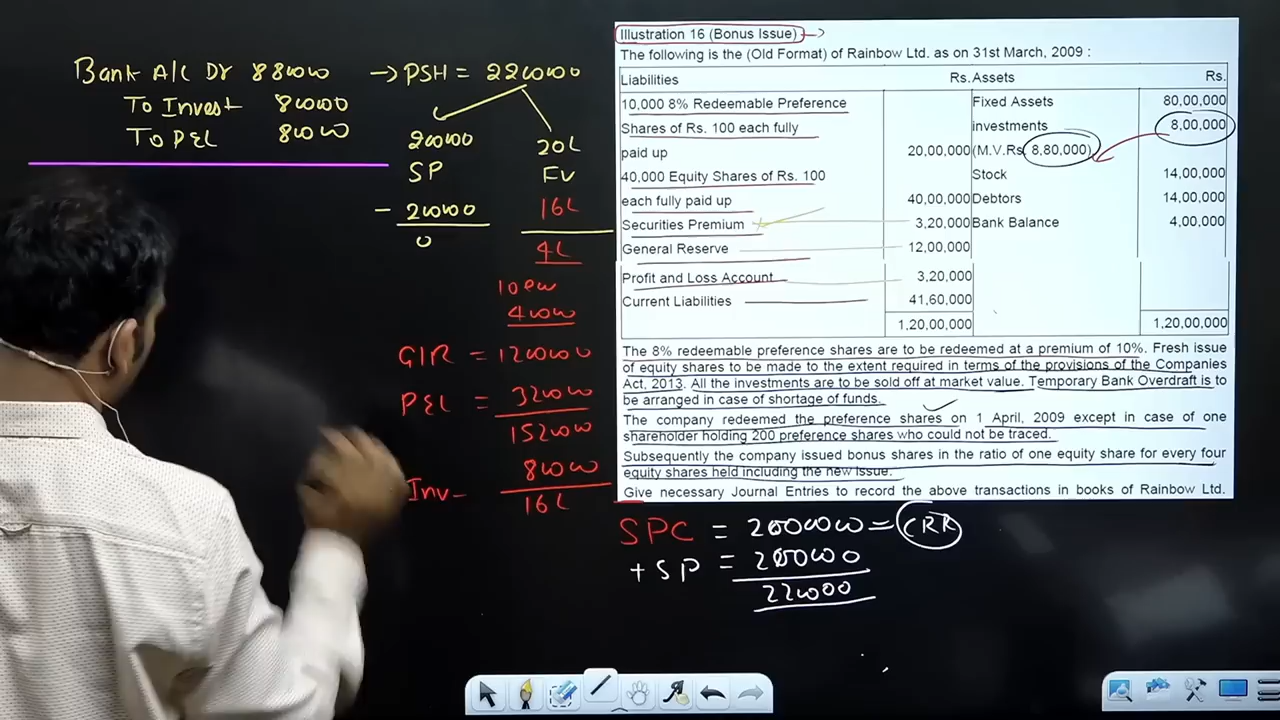 Bank A/C Dr 88000
To Invest 80000
To P&L 8000
→ PSH = 2200000
200000 20L
SP FV
- 200000 16L
0 4L
10 each
40000
GIR = 1200000
P&L = 320000
1520000
80000
Inv-
16L
Illustration 16 (Bonus Issue) →
The following is the (Old Format) of Rainbow Ltd. as on 31st March, 2009 :
Liabilities Rs. Assets Rs.
10,000 8% Redeemable Preference Fixed Assets 80,00,000
Shares of Rs. 100 each fully investments 8,00,000
paid up 20,00,000 (M.V.Rs. 8,80,000)
40,000 Equity Shares of Rs. 100 Stock 14,00,000
each fully paid up 40,00,000 Debtors 14,00,000
Securities Premium 3,20,000 Bank Balance 4,00,000
General Reserve 12,00,000
Profit and Loss Account 3,20,000
Current Liabilities 41,60,000
1,20,00,000 1,20,00,000
The 8% redeemable preference shares are to be redeemed at a premium of 10%. Fresh issue
of equity shares to be made to the extent required in terms of the provisions of the Companies
Act, 2013. All the investments are to be sold off at market value. Temporary Bank Overdraft is to
be arranged in case of shortage of funds.
The company redeemed the preference shares on 1 April, 2009 except in case of one
shareholder holding 200 preference shares who could not be traced.
Subsequently the company issued bonus shares in the ratio of one equity share for every four
equity shares held including the new issue.
Give necessary Journal Entries to record the above transactions in books of Rainbow Ltd.
SPC = 2000000 = CRR
+ SP = 200000
220000